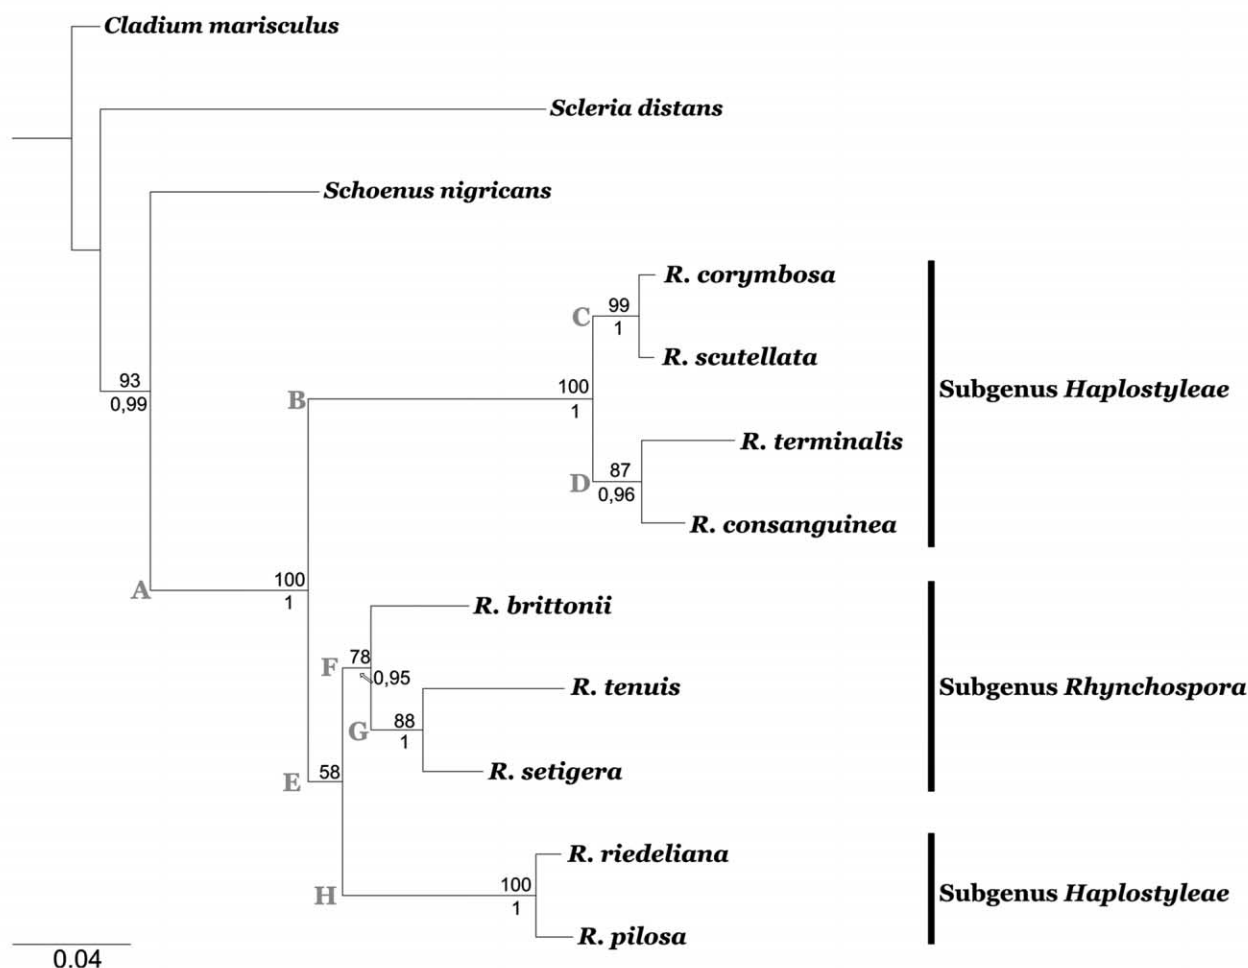 Cladium marisculus
Scleria distans
Schoenus nigricans
R. corymbosa
99
C
1
R. scutellata
93
100
Subgenus Haplostyleae
0,99
B
1
R. terminalis
87
D
0,96
R. consanguinea
100
A
1
R. brittonii
78
F
0,95
R. tenuis
Subgenus Rhynchospora
88
G
1
58
R. setigera
E
R. riedeliana
100
H
1
Subgenus Haplostyleae
R. pilosa
0.04